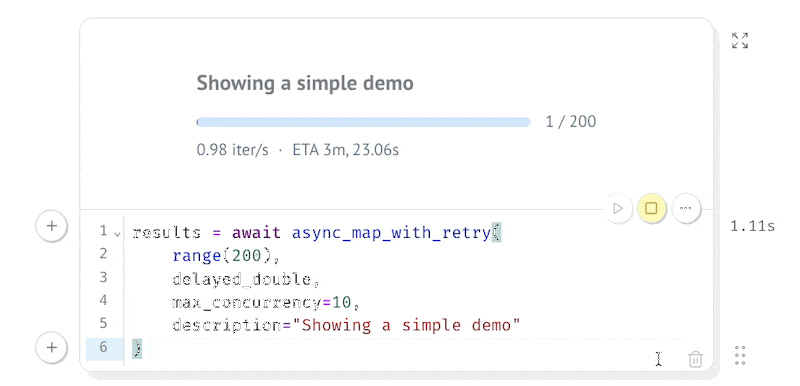 Showing a simple demo
1 / 200
0.98 iter/s · ETA 3m, 23.06s
1.11s
1 results = await async_map_with_retry(
2 range(200),
3 delayed_double,
4 max_concurrency=10,
5 description="Showing a simple demo"
6 )